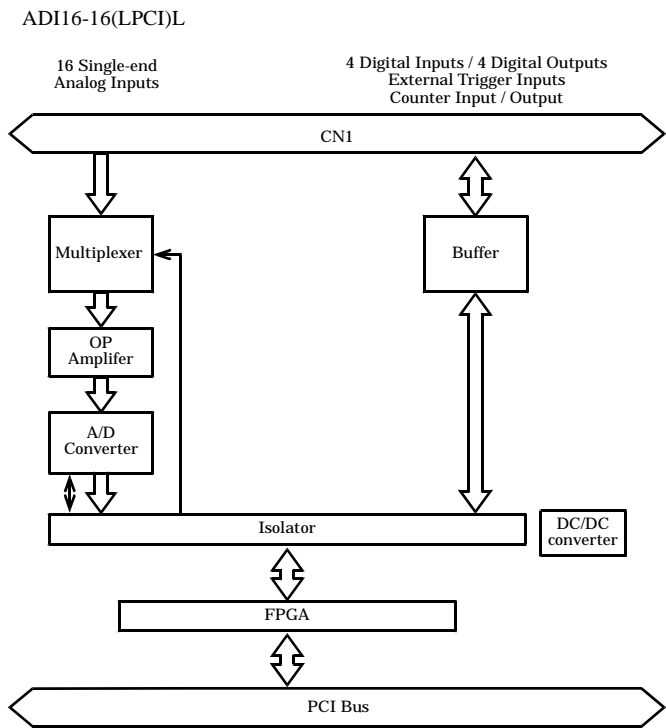 ADI16-16(LPCI)L
16 Single-end
Analog Inputs
4 Digital Inputs / 4 Digital Outputs
External Trigger Inputs
Counter Input / Output
CN1
Multiplexer
Buffer
OP
Amplifer
A/D
Converter
Isolator
DC/DC
converter
FPGA
PCI Bus